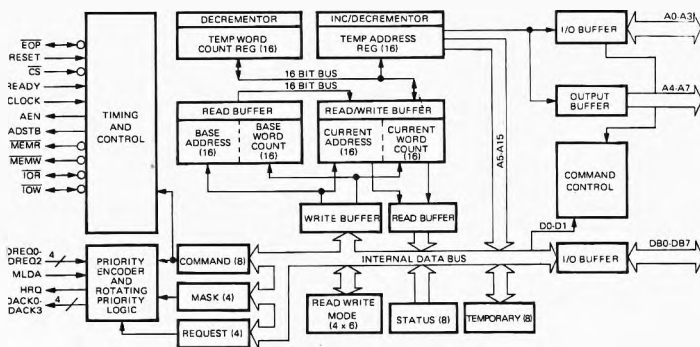 EOP
RESET
CS
READY
CLOCK
AEN
ADSTB
MEMR
MEMW
IOR
IOW
TIMING
AND
CONTROL
DREQ0-
DREQ2
4
MLDA
HRQ
DACK0-
DACK3
4
PRIORITY
ENCODER
AND
ROTATING
PRIORITY
LOGIC
DECREMENTOR
TEMP WORD
COUNT REG (16)
INC/DECREMENTOR
TEMP ADDRESS
REG (16)
16 BIT BUS
16 BIT BUS
READ BUFFER
BASE
ADDRESS
(16)
BASE
WORD
COUNT
(16)
READ/WRITE BUFFER
CURRENT
ADDRESS
(16)
CURRENT
WORD
COUNT
(16)
WRITE BUFFER
READ BUFFER
A5-A15
I/O BUFFER
A0-A3
OUTPUT
BUFFER
A4-A7
COMMAND
CONTROL
D0-D1
COMMAND (8)
MASK (4)
REQUEST (4)
INTERNAL DATA BUS
I/O BUFFER
DB0-DB7
READ WRITE
MODE
(4 x 6)
STATUS (8)
TEMPORARY (8)